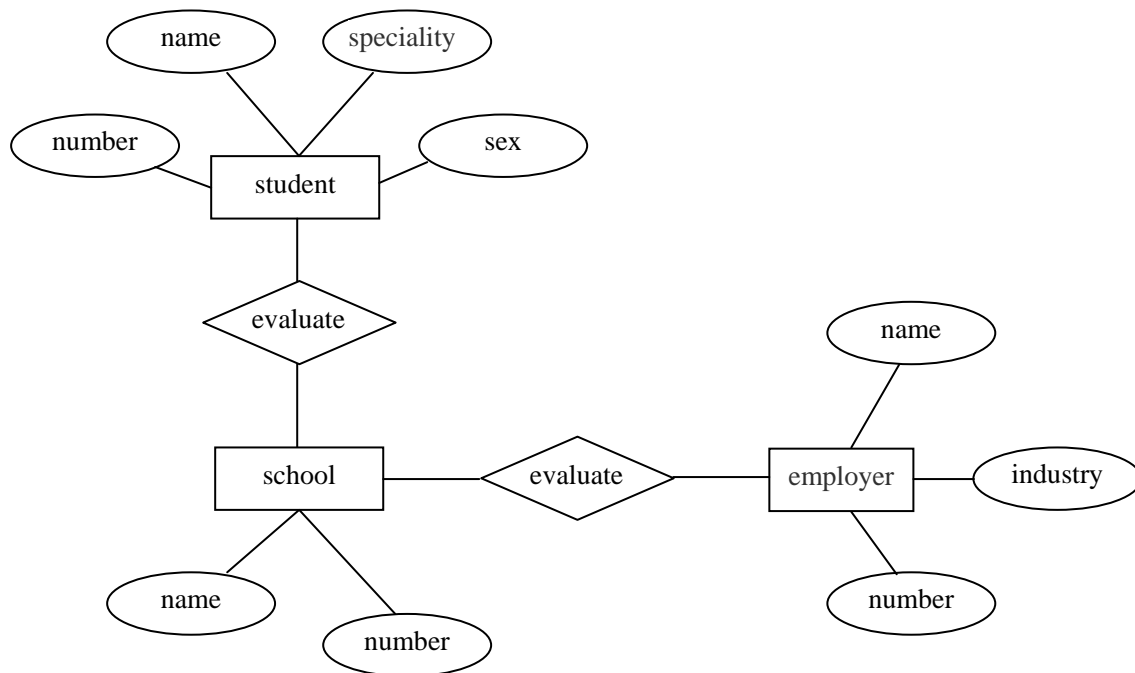 name
speciality
number
sex
student
evaluate
name
school
evaluate
employer
industry
name
number
number